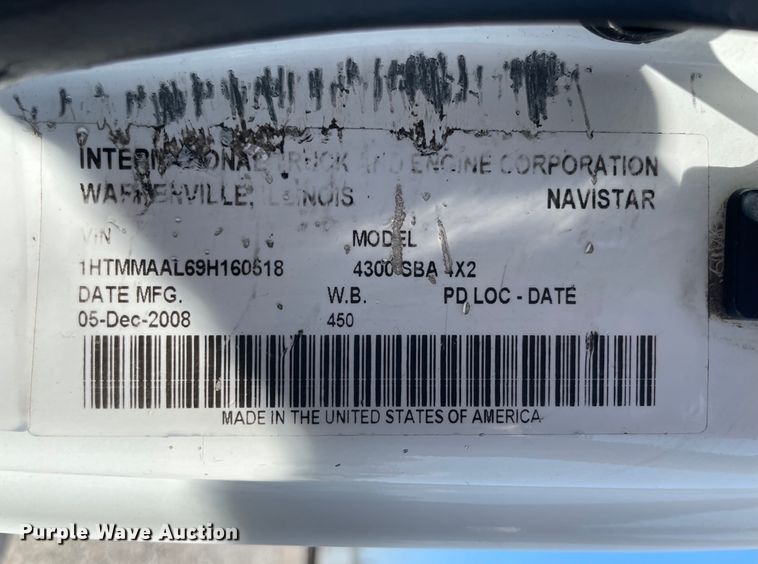 INTERNATIONAL TRUCK AND ENGINE CORPORATION
WARRENVILLE, ILLINOIS NAVISTAR
VIN MODEL
1HTMMAAL69H160518 4300 SBA 4X2
DATE MFG. W.B. PD LOC - DATE
05-Dec-2008 450
MADE IN THE UNITED STATES OF AMERICA
Purple Wave Auction